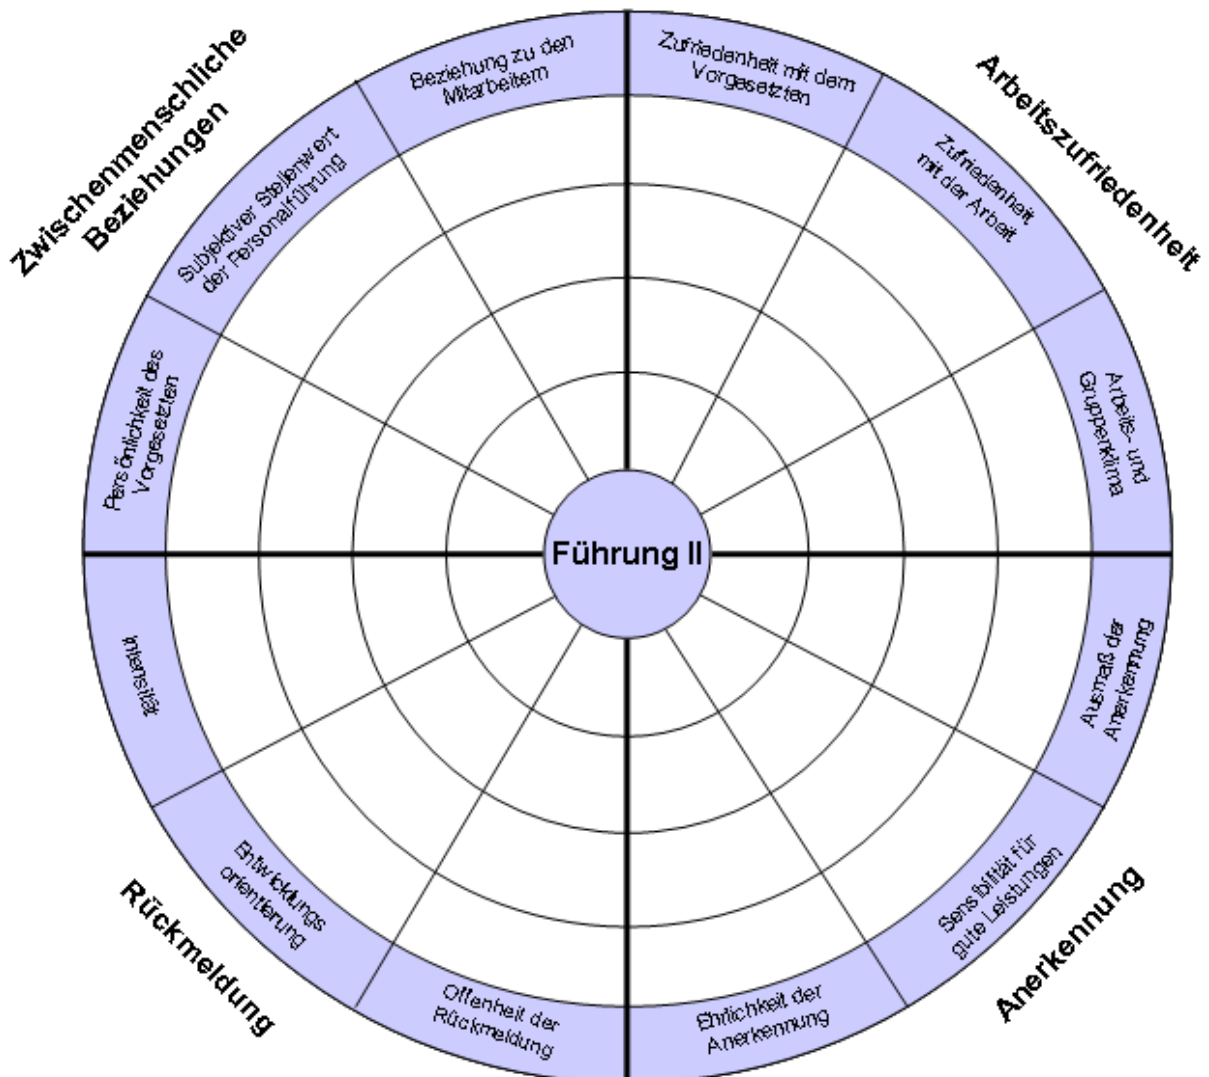 Zwischenmenschliche
Beziehungen
Arbeitszufriedenheit
Beziehung zu den
Mitarbeitern
Zufriedenheit mit dem
Vorgesetzten
Subjektiver Stellenwert
der Personalführung
Zufriedenheit
mit der Arbeit
Persönlichkeit des
Vorgesetzten
Arbeits- und
Gruppenklima
Führung II
Intensität
Ausmaß der
Anerkennung
Entwicklungs
orientierung
Sensibilität für
gute Leistungen
Offenheit der
Rückmeldung
Ehrlichkeit der
Anerkennung
Rückmeldung
Anerkennung